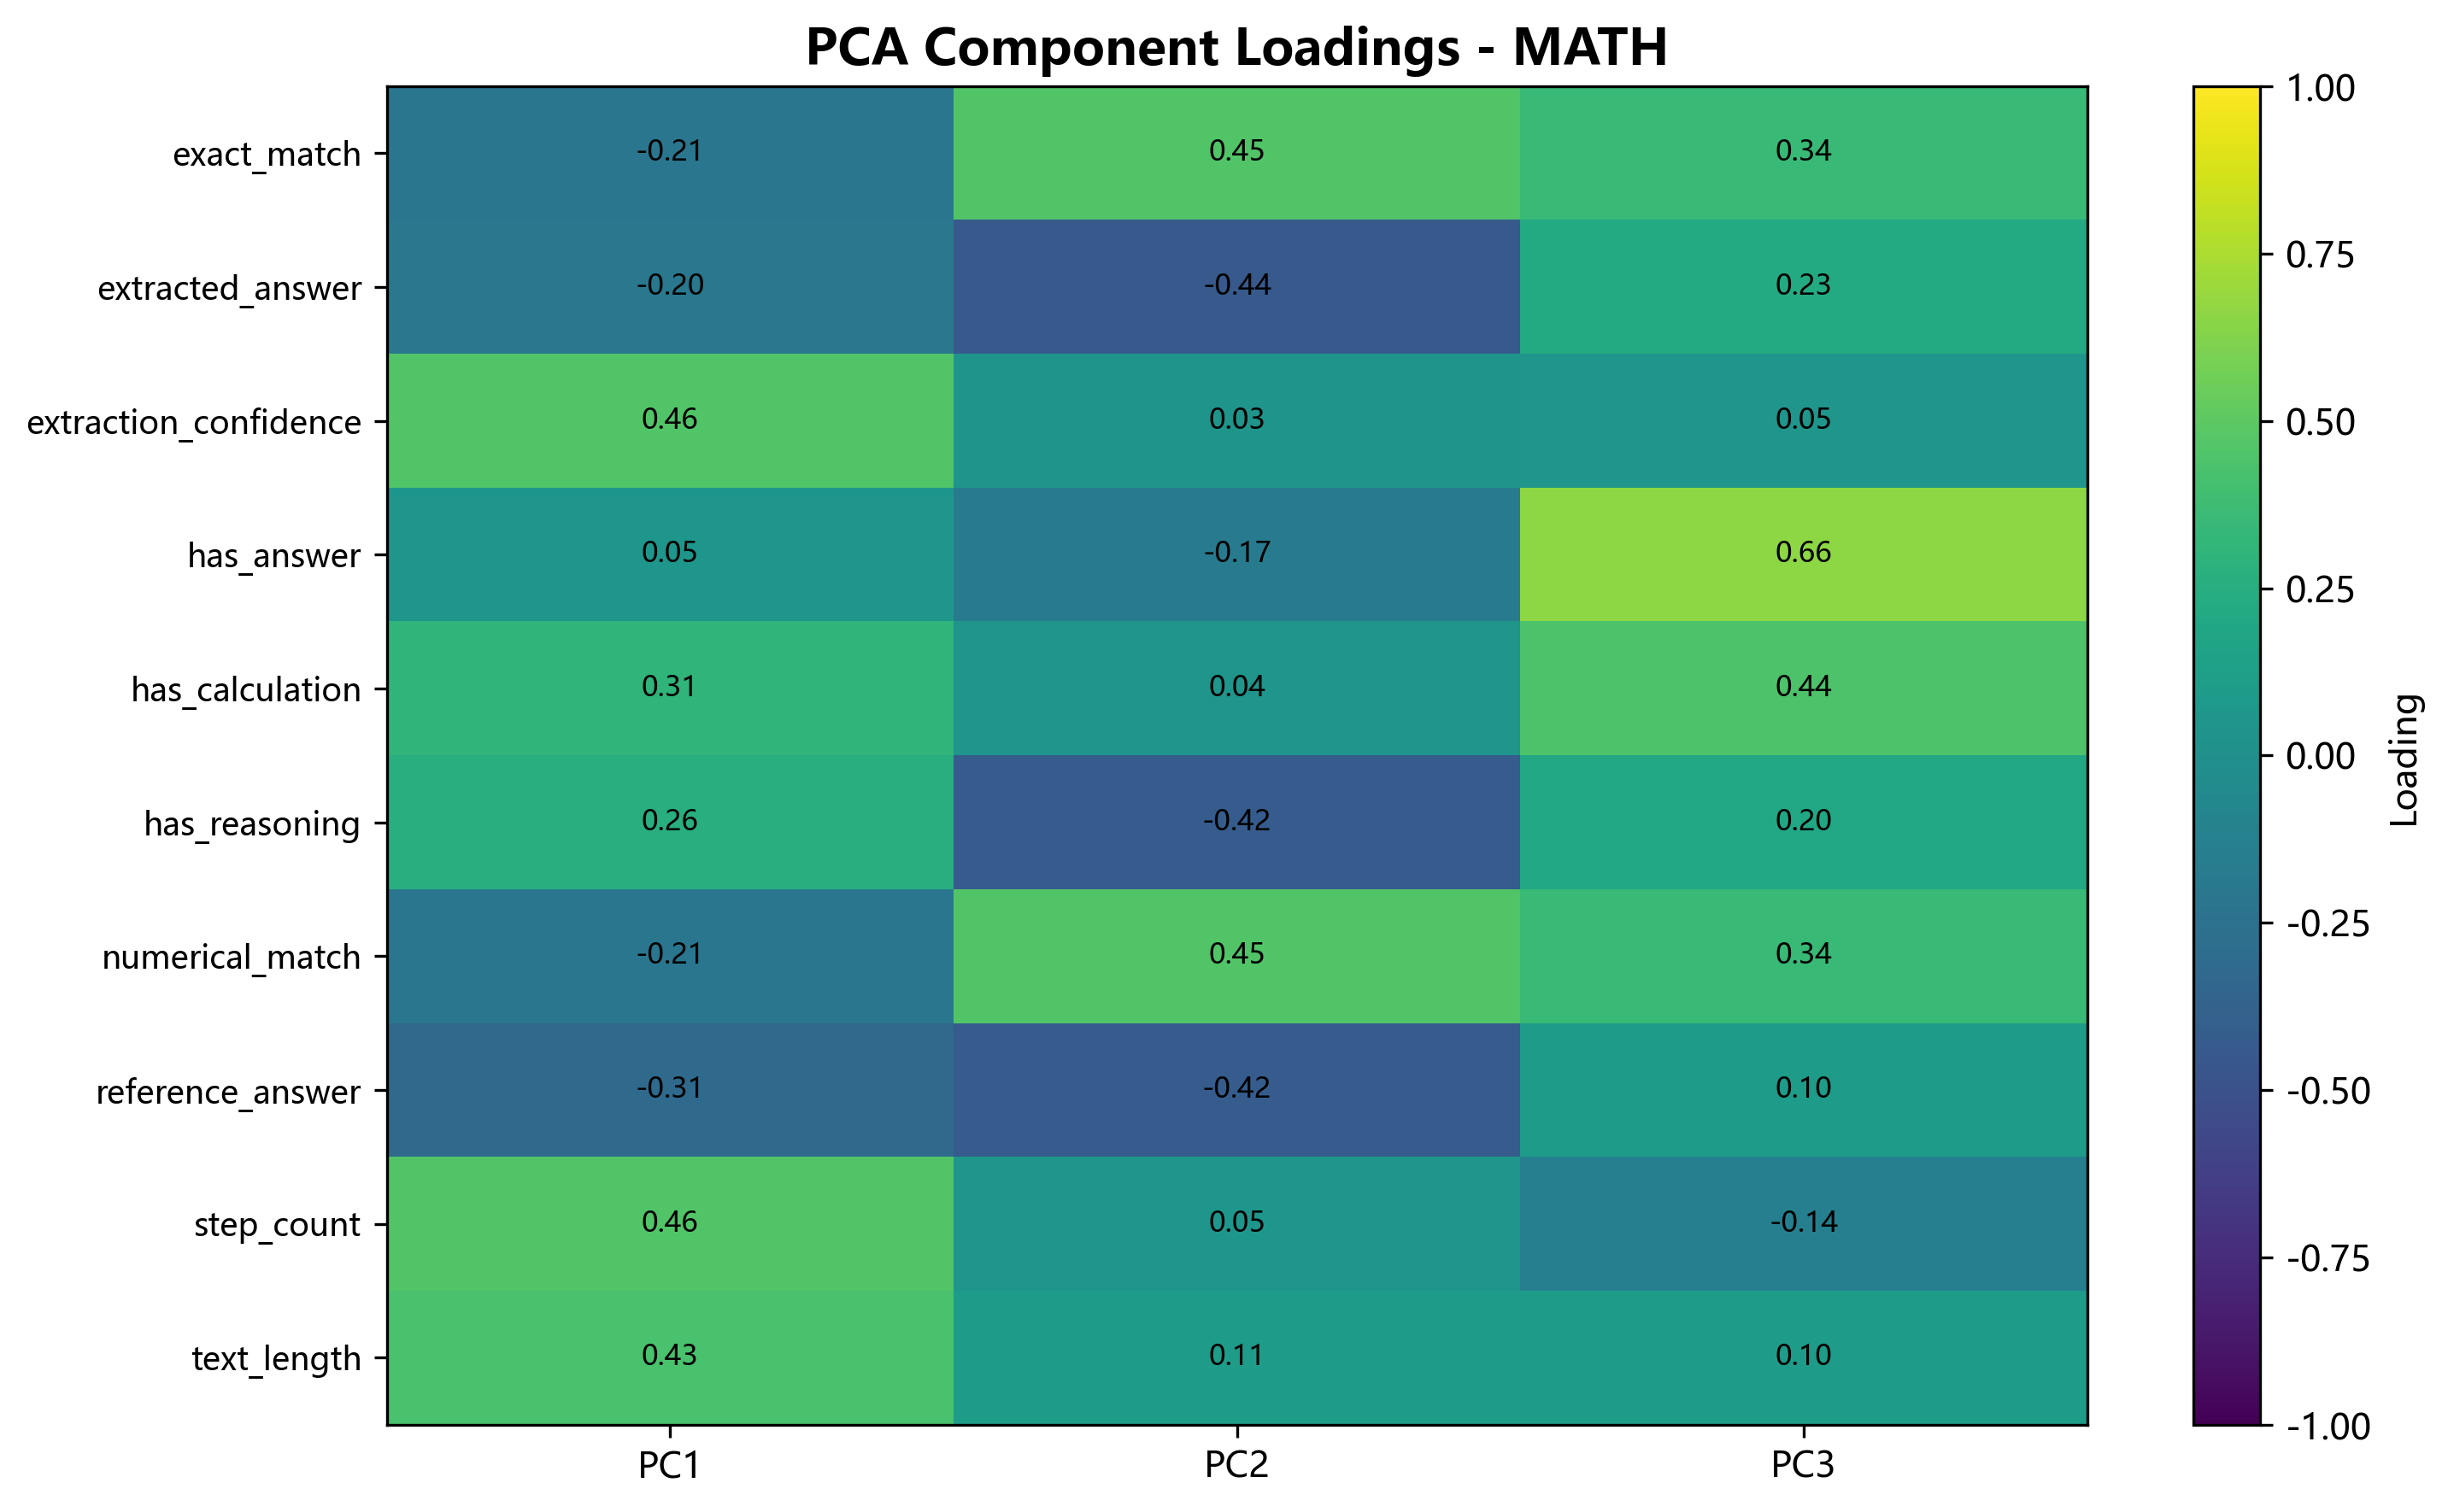 PCA Component Loadings - MATH
exact_match -0.21 0.45 0.34
extracted_answer -0.20 -0.44 0.23
extraction_confidence 0.46 0.03 0.05
has_answer 0.05 -0.17 0.66
has_calculation 0.31 0.04 0.44
has_reasoning 0.26 -0.42 0.20
numerical_match -0.21 0.45 0.34
reference_answer -0.31 -0.42 0.10
step_count 0.46 0.05 -0.14
text_length 0.43 0.11 0.10
PC1 PC2 PC3
1.00
0.75
0.50
0.25
0.00
-0.25
-0.50
-0.75
-1.00
Loading